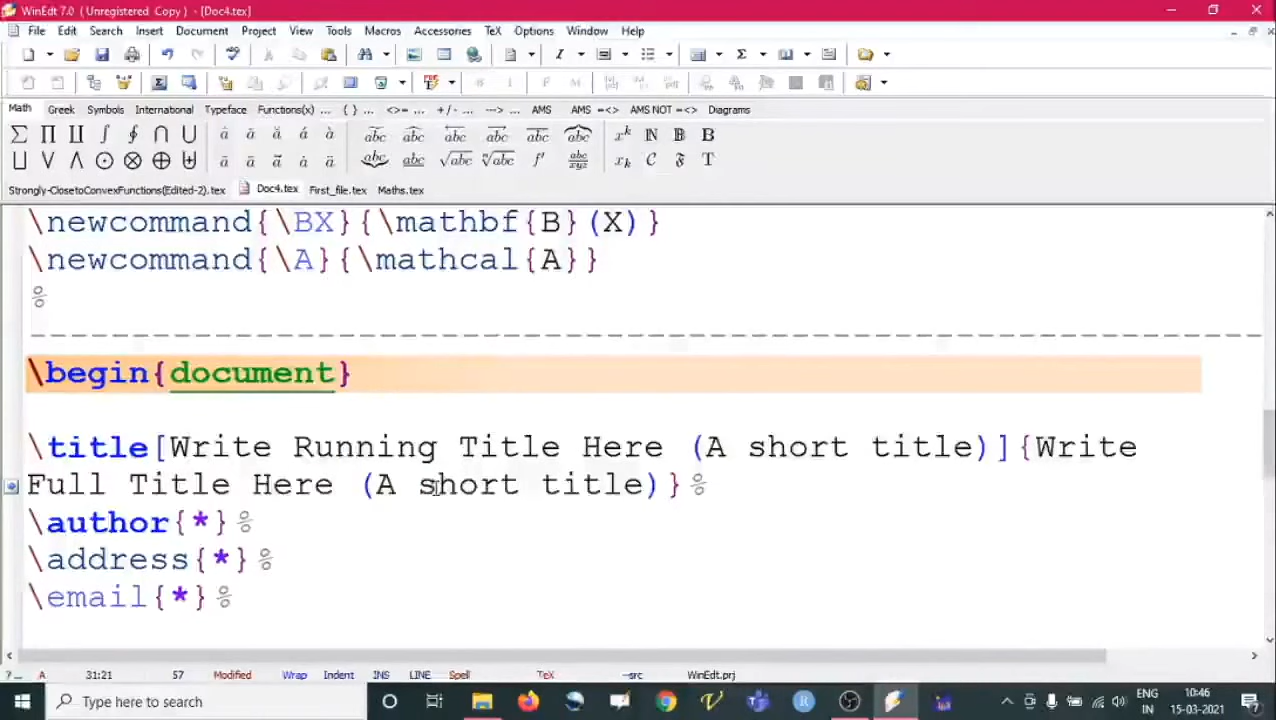 WinEdt 7.0 ( Unregistered Copy ) - [Doc4.tex]
File Edit Search Insert Document Project View Tools Macros Accessories TeX Options Window Help
Math Greek Symbols International Typeface Functions(x) ... { } ... <>= ... +/- ... ---> ... AMS AMS =<> AMS NOT =<> Diagrams
Strongly-ClosetoConvexFunctions(Edited-2).tex Doc4.tex First_file.tex Maths.tex
\newcommand{\BX}{\mathbf{B}(X)}
\newcommand{\A}{\mathcal{A}}
%
\begin{document}
\title[Write Running Title Here (A short title)]{Write
Full Title Here (A short title)}%
\author{*}%
\address{*}%
\email{*}%
A 31:21 57 Modified Wrap Indent INS LINE Spell TeX --src WinEdt.prj
Type here to search
ENG 10:46
IN 15-03-2021